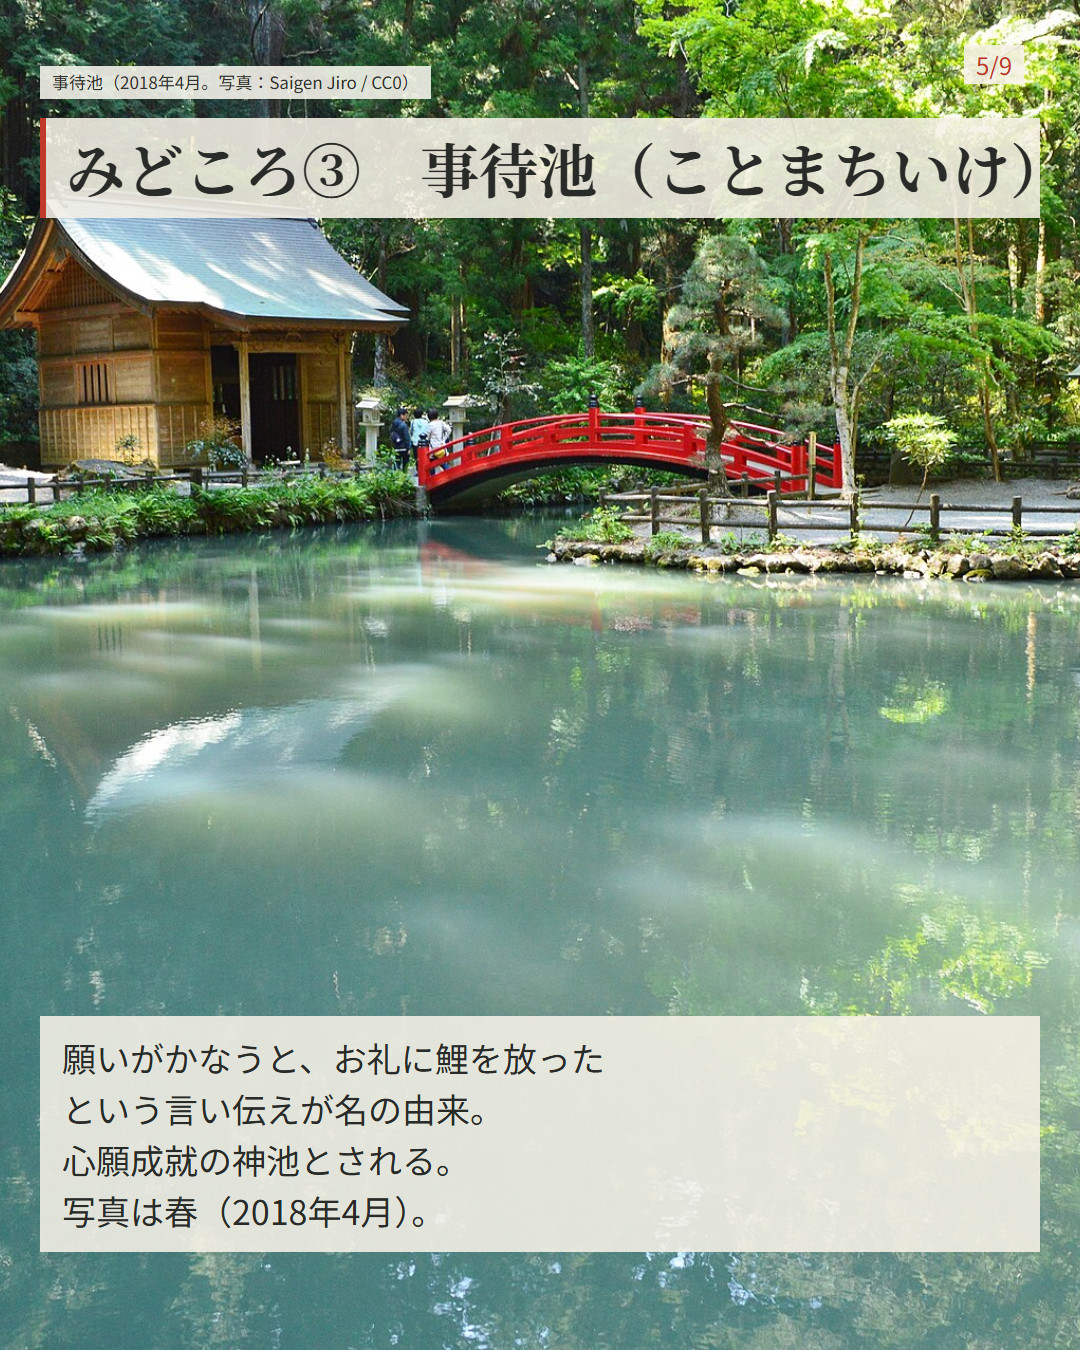 事待池（2018年4月。写真：Saigen Jiro / CC0）
5/9
みどころ③　事待池（ことまちいけ）
願いがかなうと、お礼に鯉を放った
という言い伝えが名の由来。
心願成就の神池とされる。
写真は春（2018年4月）。